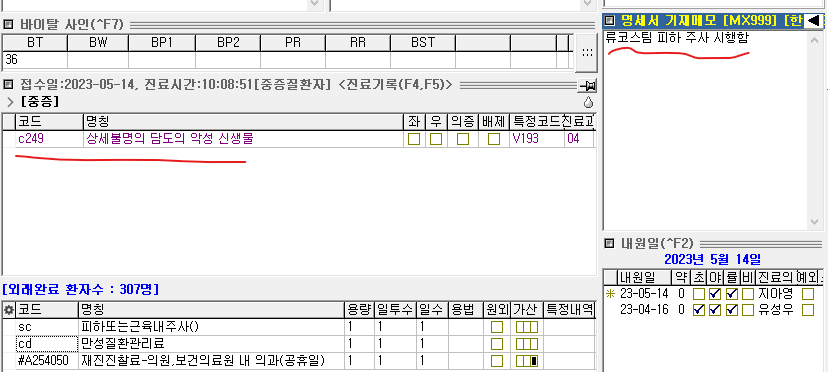 바이탈 사인(^F7)
BT BW BP1 BP2 PR RR BST
36
접수일:2023-05-14, 진료시간:10:08:51[중증질환자] <진료기록(F4,F5)>
[중증]
코드 명칭 좌 우 의증 배제 특정코드 진료과
c249 상세불명의 담도의 악성 신생물 V193 04
[외래완료 환자수 : 307명]
코드 명칭 용량 일투수 일수 용법 원외 가산 특정내역
sc 피하또는근육내주사() 1 1 1
cd 만성질환관리료 1 1 1
#A254050 재진진찰료-의원,보건의료원 내 의과(공휴일) 1 1 1
명세서 기재메모 [MX999] [한
류코스팀 피하 주사 시행함
내원일(^F2)
2023년 5월 14일
내원일 약 초 야 률 비 진료의 예외
23-05-14 0 지아영
23-04-16 0 유성우